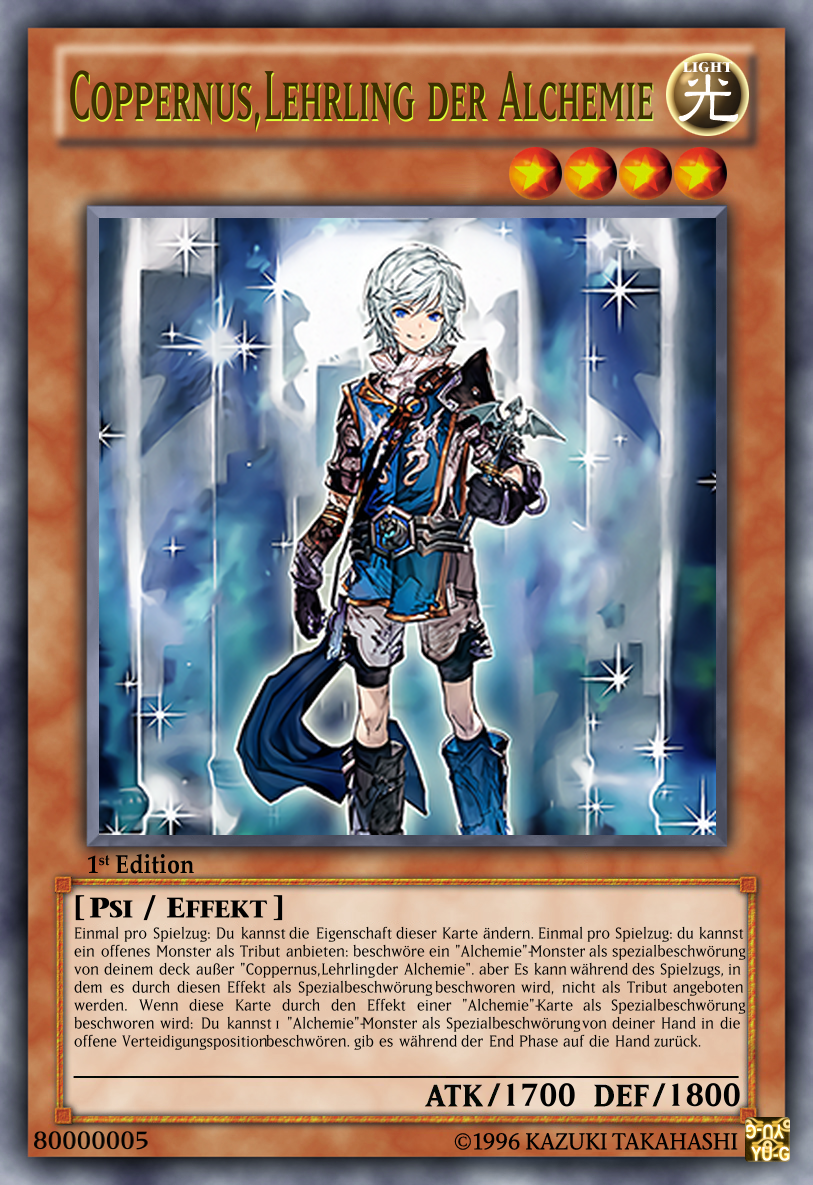 Coppernus,Lehrling der Alchemie
LIGHT
光
1st Edition
[ Psi / Effekt ]
Einmal pro Spielzug: Du kannst die Eigenschaft dieser Karte ändern. Einmal pro Spielzug: du kannst
ein offenes Monster als Tribut anbieten: beschwöre ein "Alchemie"-Monster als spezialbeschwörung
von deinem deck außer "Coppernus,Lehrling der Alchemie". aber Es kann während des Spielzugs, in
dem es durch diesen Effekt als Spezialbeschwörung beschworen wird, nicht als Tribut angeboten
werden. Wenn diese Karte durch den Effekt einer "Alchemie"-Karte als Spezialbeschwörung
beschworen wird: Du kannst 1 "Alchemie"-Monster als Spezialbeschwörung von deiner Hand in die
offene Verteidigungsposition beschwören. gib es während der End Phase auf die Hand zurück.
ATK/1700 DEF/1800
80000005
©1996 KAZUKI TAKAHASHI
YU-G